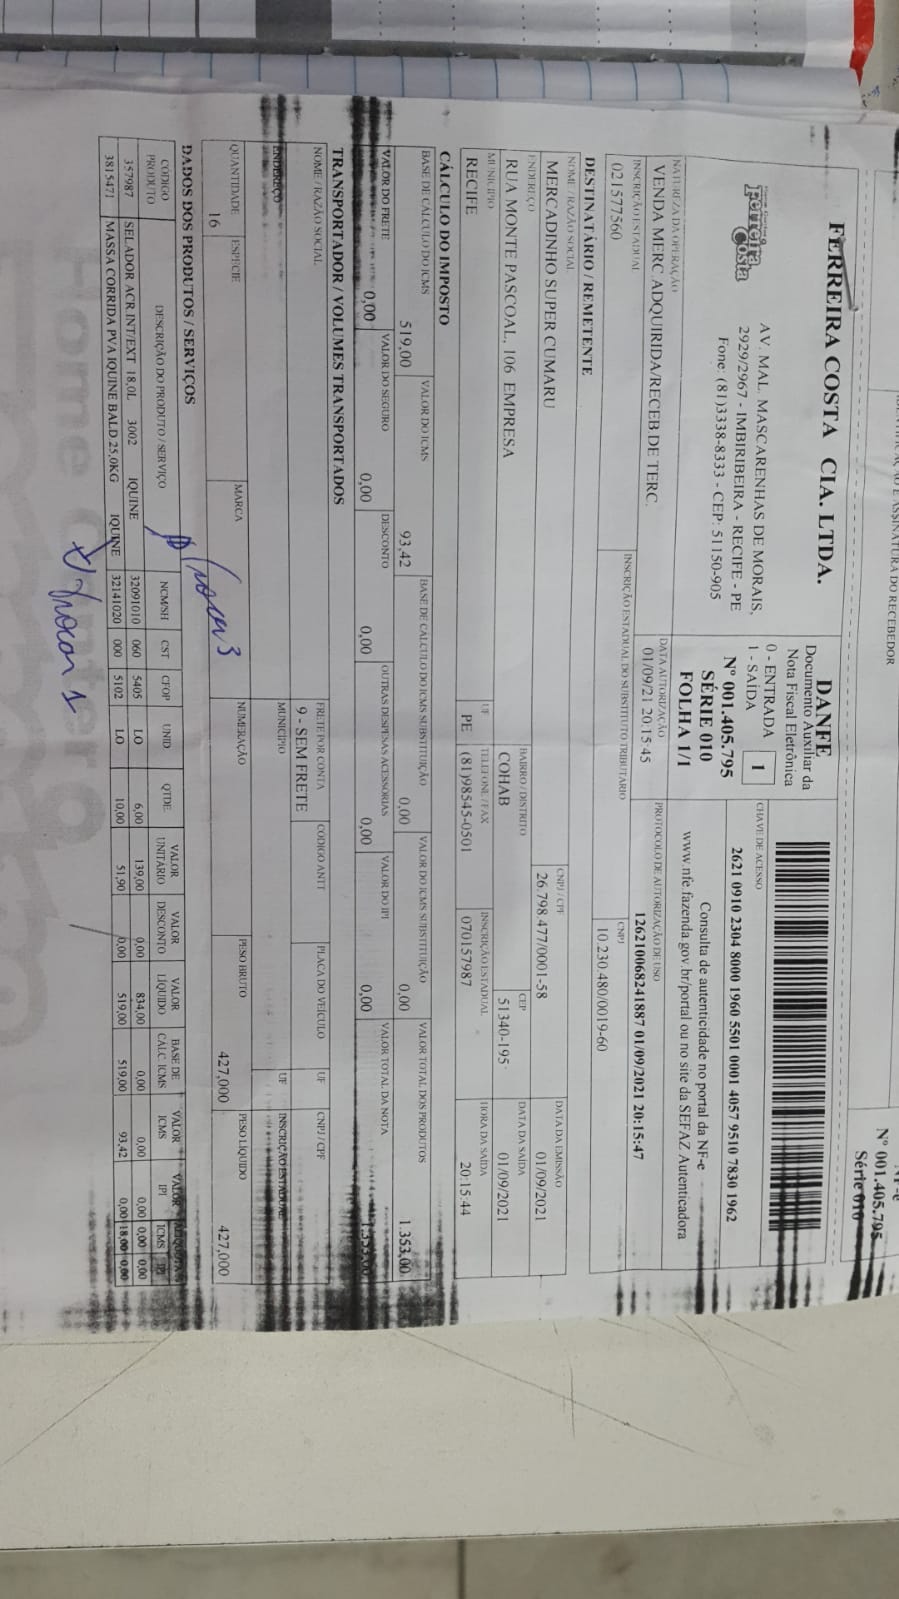 IDENTIFICAÇÃO E ASSINATURA DO RECEBEDOR
NF-e
Nº 001.405.795
Série 010
FERREIRA COSTA CIA. LTDA.
Ferreira Costa
AV. MAL. MASCARENHAS DE MORAIS,
2929/2967 - IMBIRIBEIRA - RECIFE - PE
Fone: (81)3338-8333 - CEP: 51150-905
DANFE
Documento Auxiliar da
Nota Fiscal Eletrônica
0 - ENTRADA
1 - SAÍDA
1
Nº 001.405.795
SÉRIE 010
FOLHA 1/1
CHAVE DE ACESSO
2621 0910 2304 8000 1960 5501 0001 4057 9510 7830 1962
Consulta de autenticidade no portal da NF-e
www.nfe.fazenda.gov.br/portal ou no site da SEFAZ Autenticadora
NATUREZA DA OPERAÇÃO
VENDA MERC.ADQUIRIDA/RECEB.DE TERC.
DATA AUTORIZAÇÃO
01/09/21 20:15:45
PROTOCOLO DE AUTORIZAÇÃO DE USO
126210068241887 01/09/2021 20:15:47
INSCRIÇÃO ESTADUAL
021577560
INSCRIÇÃO ESTADUAL DO SUBSTITUTO TRIBUTARIO
CNPJ
10.230.480/0019-60
DESTINATÁRIO / REMETENTE
NOME / RAZÃO SOCIAL
MERCADINHO SUPER CUMARU
CNPJ / CPF
26.798.477/0001-58
DATA DA EMISSÃO
01/09/2021
ENDEREÇO
RUA MONTE PASCOAL, 106 EMPRESA
BAIRRO / DISTRITO
COHAB
CEP
51340-195
DATA DA SAÍDA
01/09/2021
MUNICÍPIO
RECIFE
UF
PE
TELEFONE / FAX
(81)98545-0501
INSCRIÇÃO ESTADUAL
070157987
HORA DA SAÍDA
20:15:44
CÁLCULO DO IMPOSTO
BASE DE CÁLCULO DO ICMS
519,00
VALOR DO ICMS
93,42
BASE DE CALCULO DO ICMS SUBSTITUIÇÃO
0,00
VALOR DO ICMS SUBSTITUIÇÃO
0,00
VALOR TOTAL DOS PRODUTOS
1.353,00
VALOR DO FRETE
0,00
VALOR DO SEGURO
0,00
DESCONTO
0,00
OUTRAS DESPESAS ACESSÓRIAS
0,00
VALOR DO IPI
0,00
VALOR TOTAL DA NOTA
1.353,00
TRANSPORTADOR / VOLUMES TRANSPORTADOS
NOME / RAZÃO SOCIAL
FRETE POR CONTA
9 - SEM FRETE
CÓDIGO ANTT
PLACA DO VEÍCULO
UF
CNPJ / CPF
ENDEREÇO
MUNICÍPIO
UF
INSCRIÇÃO ESTADUAL
QUANTIDADE
16
ESPECIE
MARCA
NUMERAÇÃO
PESO BRUTO
427,000
PESO LÍQUIDO
427,000
trocar 3
DADOS DOS PRODUTOS / SERVIÇOS
CÓDIGO PRODUTO DESCRIÇÃO DO PRODUTO / SERVIÇO NCM/SH CST CFOP UNID QTDE. VALOR UNITÁRIO VALOR DESCONTO VALOR LÍQUIDO BASE DE CALC. ICMS VALOR ICMS VALOR IPI ALIQUOTA % ICMS IPI
357987 SELADOR ACR.INT/EXT 18,0L 3002 IQUINE 32091010 060 5405 LO 6,00 139,00 0,00 834,00 0,00 0,00 0,00 0,00 0,00
3815471 MASSA CORRIDA PVA IQUINE BALD.25,0KG IQUINE 32141020 000 5102 LO 10,00 51,90 0,00 519,00 519,00 93,42 0,00 18,00 0,00
trocar 1
Home Center